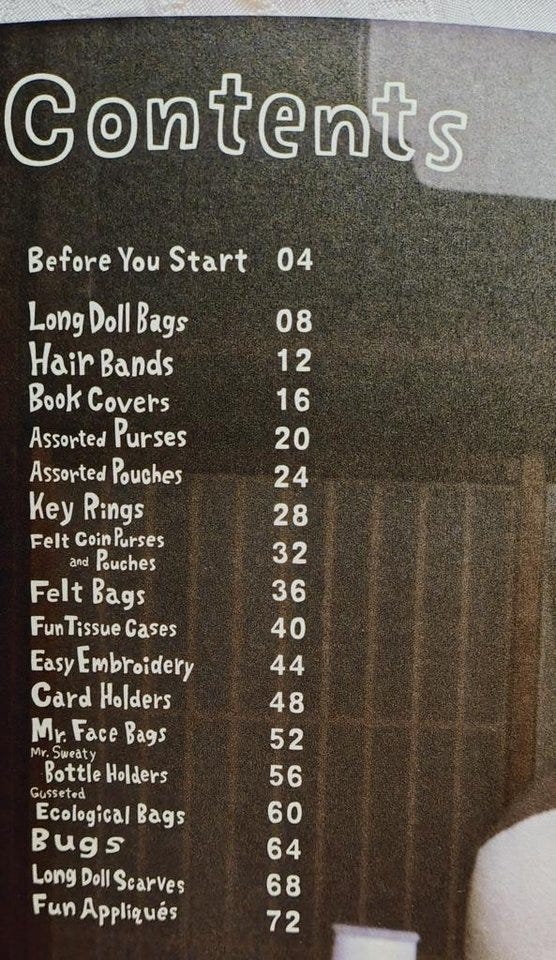 Contents
Before You Start 04
Long Doll Bags 08
Hair Bands 12
Book Covers 16
Assorted Purses 20
Assorted Pouches 24
Key Rings 28
Felt Coin Purses
and Pouches 32
Felt Bags 36
Fun Tissue Cases 40
Easy Embroidery 44
Card Holders 48
Mr. Face Bags 52
Mr. Sweaty
Bottle Holders 56
Gusseted
Ecological Bags 60
Bugs 64
Long Doll Scarves 68
Fun Appliqués 72